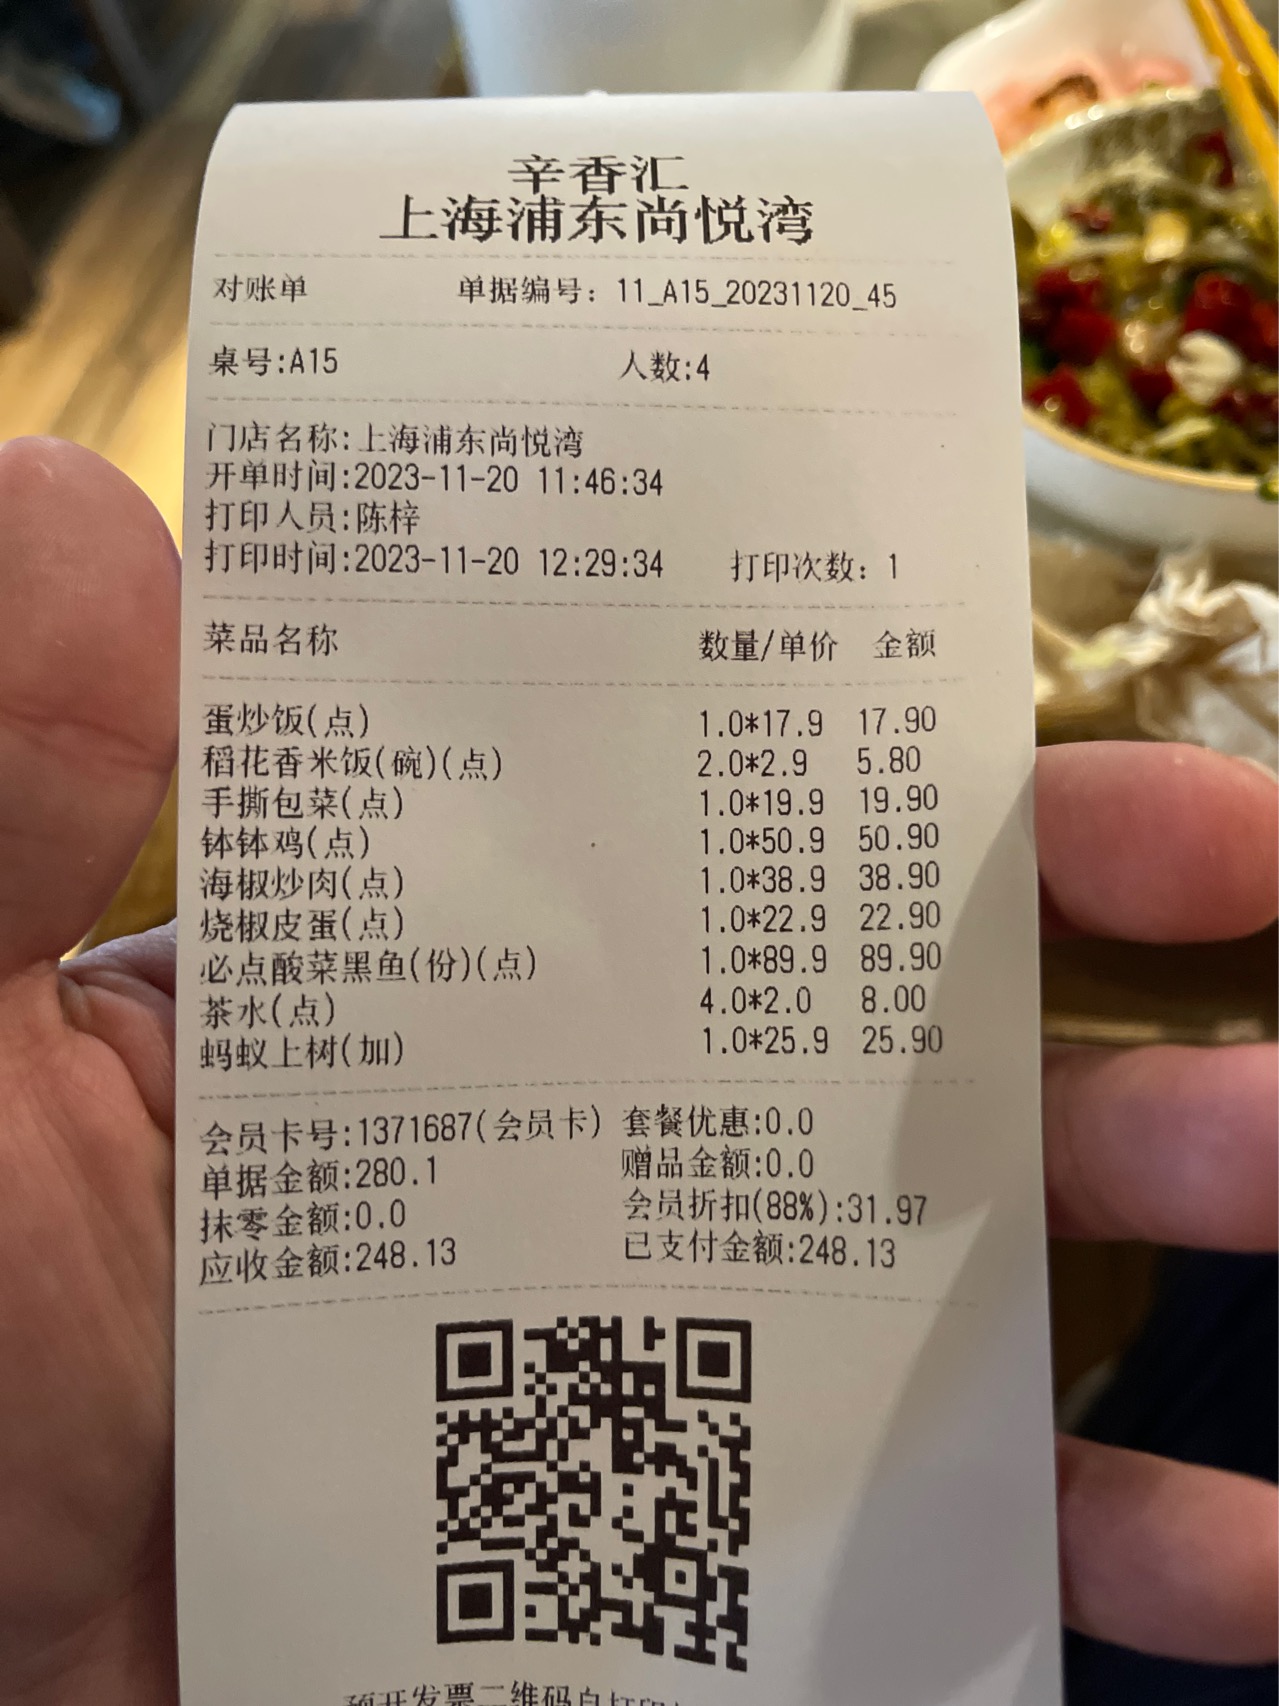 辛香汇
上海浦东尚悦湾
对账单 单据编号：11_A15_20231120_45
桌号:A15 人数:4
门店名称:上海浦东尚悦湾
开单时间:2023-11-20 11:46:34
打印人员:陈梓
打印时间:2023-11-20 12:29:34 打印次数：1
菜品名称 数量/单价 金额
蛋炒饭(点) 1.0*17.9 17.90
稻花香米饭(碗)(点) 2.0*2.9 5.80
手撕包菜(点) 1.0*19.9 19.90
钵钵鸡(点) 1.0*50.9 50.90
海椒炒肉(点) 1.0*38.9 38.90
烧椒皮蛋(点) 1.0*22.9 22.90
必点酸菜黑鱼(份)(点) 1.0*89.9 89.90
茶水(点) 4.0*2.0 8.00
蚂蚁上树(加) 1.0*25.9 25.90
会员卡号:1371687(会员卡) 套餐优惠:0.0
单据金额:280.1 赠品金额:0.0
抹零金额:0.0 会员折扣(88%):31.97
应收金额:248.13 已支付金额:248.13
预开发票二维码自打印